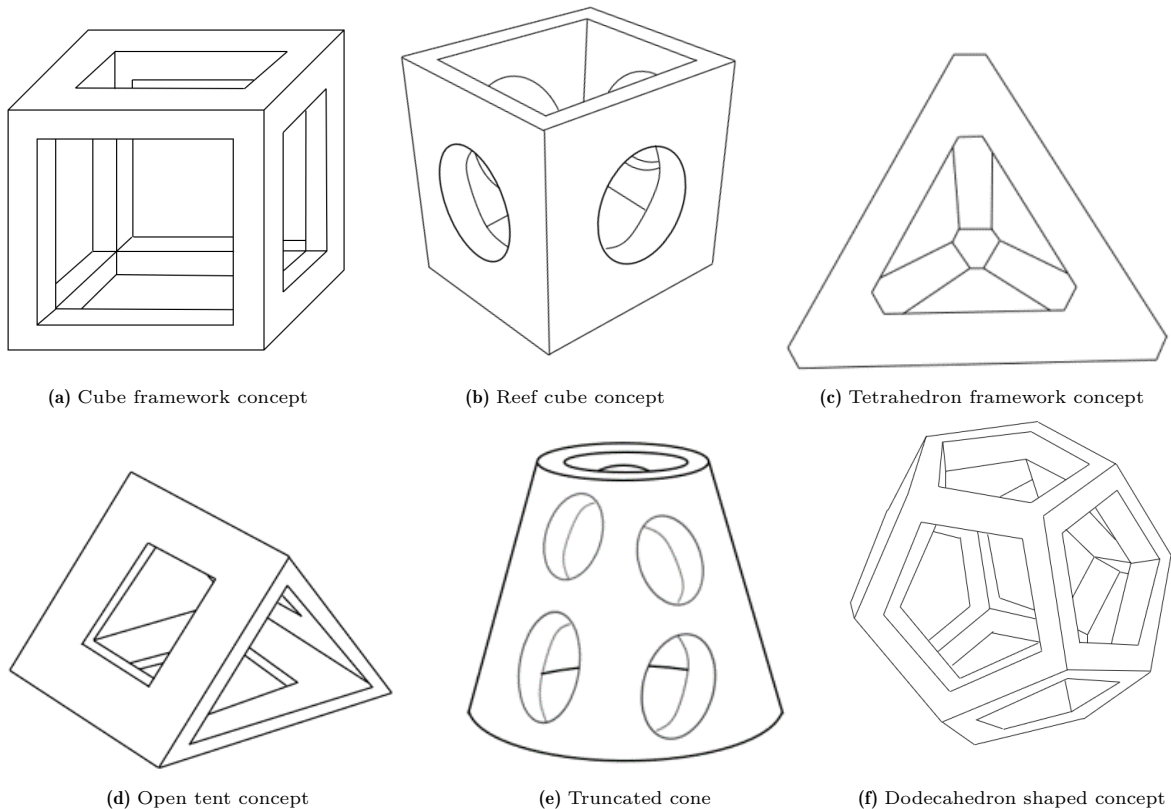 (a) Cube framework concept
(b) Reef cube concept
(c) Tetrahedron framework concept
(d) Open tent concept
(e) Truncated cone
(f) Dodecahedron shaped concept